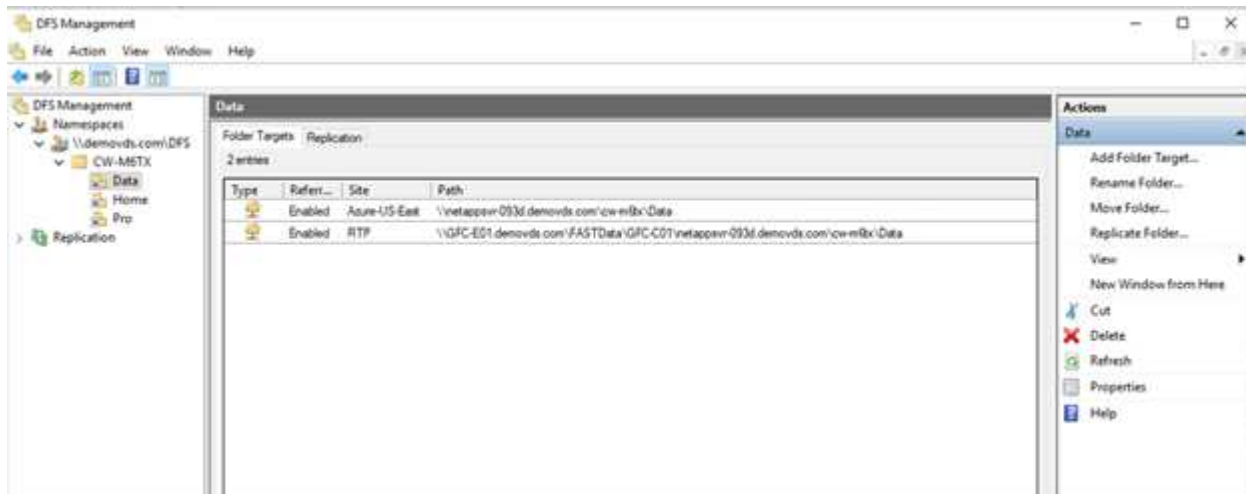 DFS Management
File Action View Window Help
DFS Management
Namespaces
\\demovds.com\DFS
CW-M6TX
Data
Home
Pro
Replication
Data
Folder Targets Replication
2 entries
Type Referr... Site Path
Enabled Azure-US-East \\netappsvr-093d.demovds.com\cw-m6tx\Data
Enabled RTP \\GFC-E01.demovds.com\FASTData\GFC-C01\netappsvr-093d.demovds.com\cw-m6tx\Data
Actions
Data
Add Folder Target...
Rename Folder...
Move Folder...
Replicate Folder...
View
New Window from Here
Cut
Delete
Refresh
Properties
Help